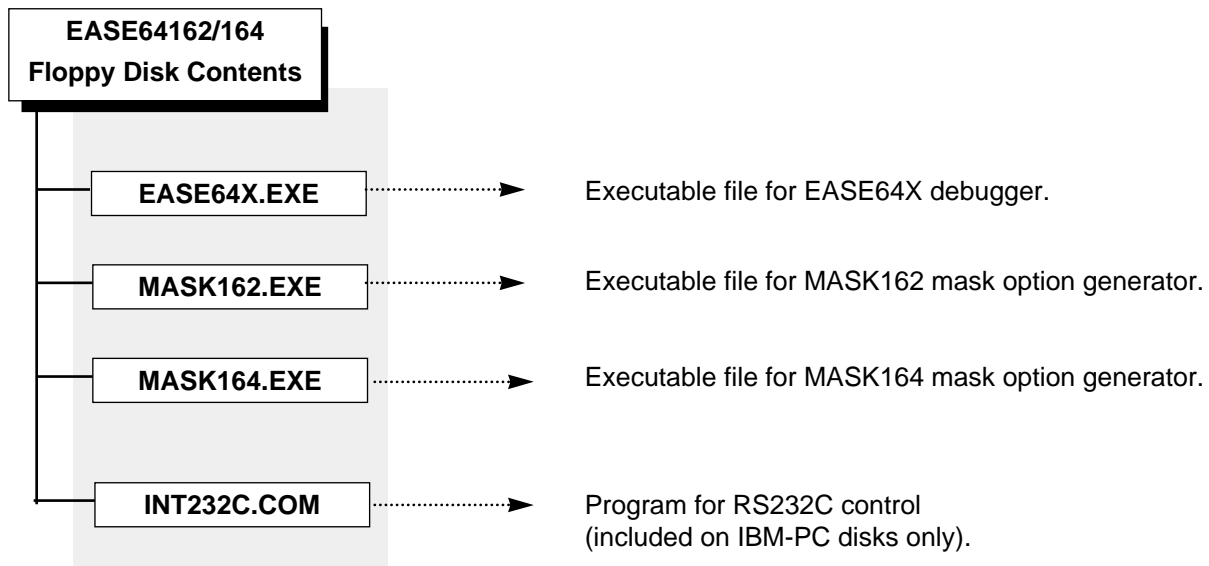 EASE64162/164
Floppy Disk Contents
EASE64X.EXE
Executable file for EASE64X debugger.
MASK162.EXE
Executable file for MASK162 mask option generator.
MASK164.EXE
Executable file for MASK164 mask option generator.
INT232C.COM
Program for RS232C control
(included on IBM-PC disks only).